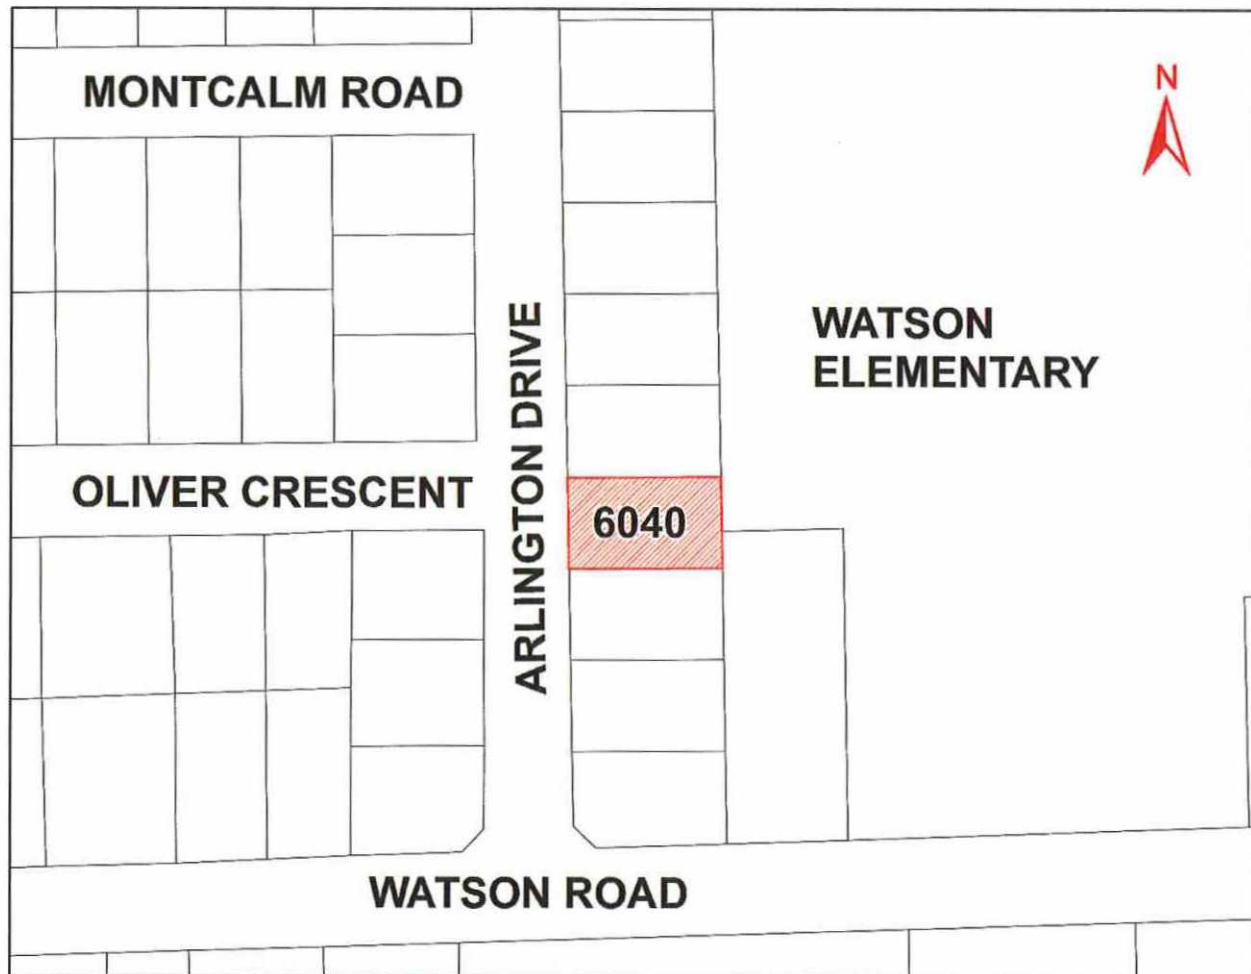 N
MONTCALM ROAD
WATSON
ELEMENTARY
ARLINGTON DRIVE
OLIVER CRESCENT
6040
WATSON ROAD